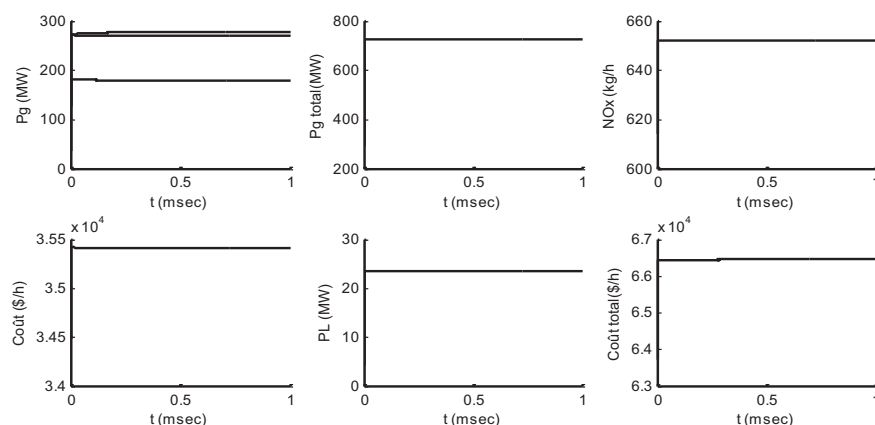 300
200
100
0
Pg (MW)
0 0.5 1
t (msec)
800
600
400
200
Pg total(MW)
0 0.5 1
t (msec)
660
640
620
600
NOx (kg/h
0 0.5 1
t (msec)
x 10^4
3.55
3.5
3.45
3.4
Coût ($/h)
0 0.5 1
t (msec)
30
20
10
0
PL (MW)
0 0.5 1
t (msec)
x 10^4
6.7
6.6
6.5
6.4
6.3
Coût total($/h)
0 0.5 1
t (msec)